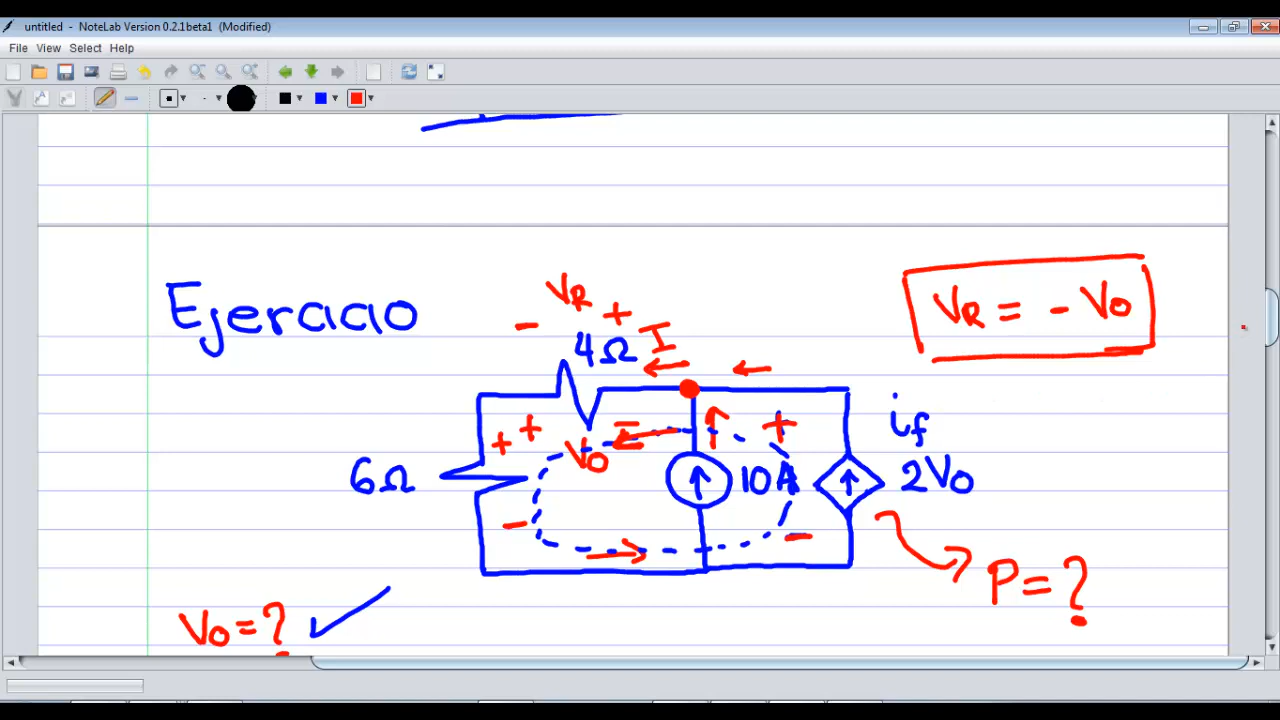 untitled - NoteLab Version 0.2.1beta1 (Modified)
File View Select Help
Ejercicio
VR = - VO
- VR +
4Ω I
+ + VO - +
if
6Ω 10A 2VO
- -
P = ?
VO = ?